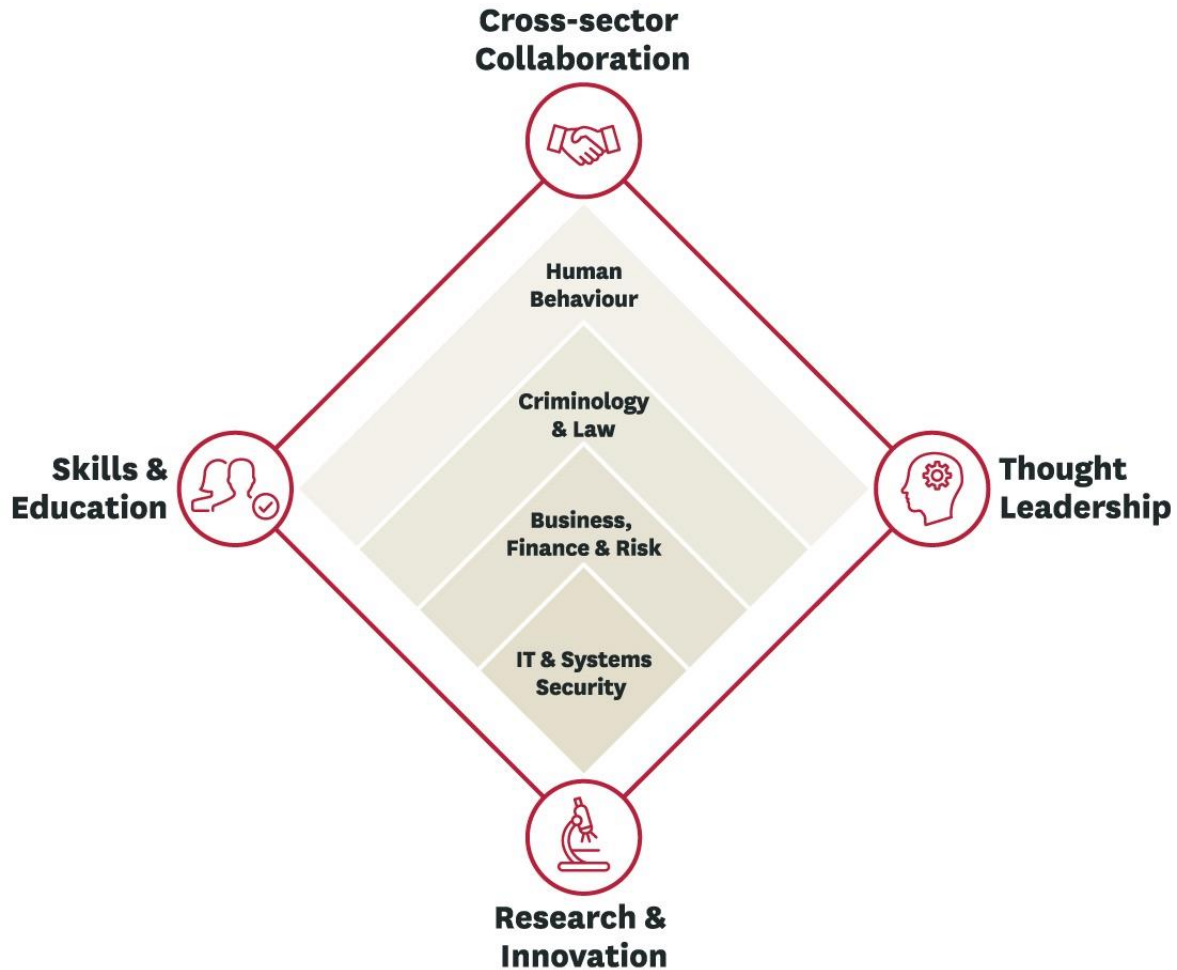 Cross-sector
Collaboration
Human
Behaviour
Criminology
& Law
Skills &
Education
Thought
Leadership
Business,
Finance & Risk
IT & Systems
Security
Research &
Innovation